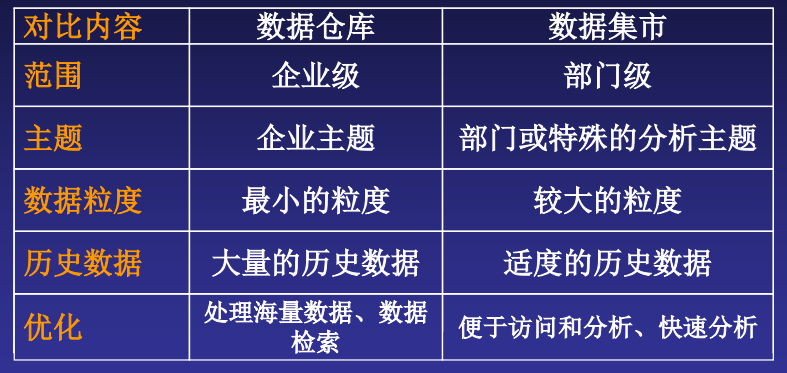 对比内容 数据仓库 数据集市
范围 企业级 部门级
主题 企业主题 部门或特殊的分析主题
数据粒度 最小的粒度 较大的粒度
历史数据 大量的历史数据 适度的历史数据
优化 处理海量数据、数据检索 便于访问和分析、快速分析